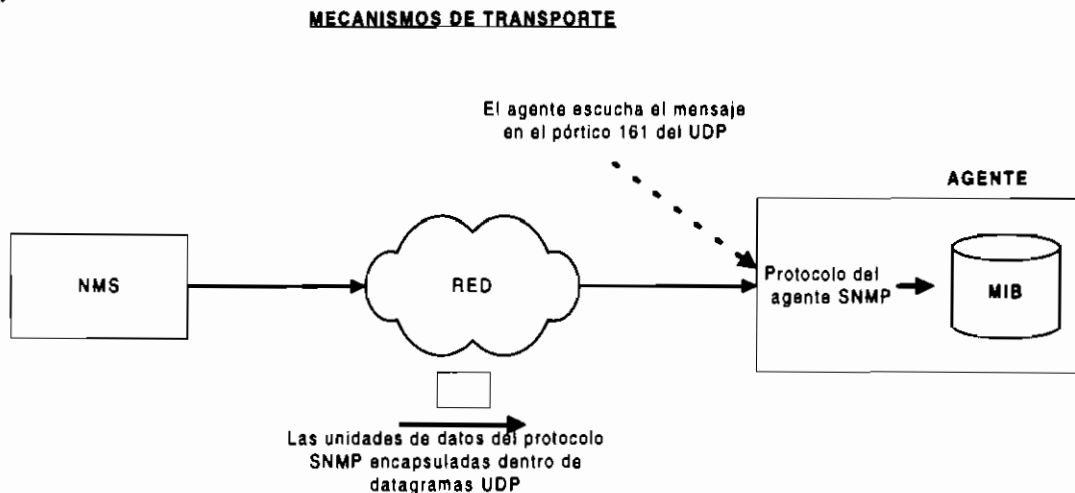 MECANISMOS DE TRANSPORTE
El agente escucha el mensaje
en el pórtico 161 del UDP
AGENTE
NMS
RED
Protocolo del
agente SNMP
MIB
Las unidades de datos del protocolo
SNMP encapsuladas dentro de
datagramas UDP